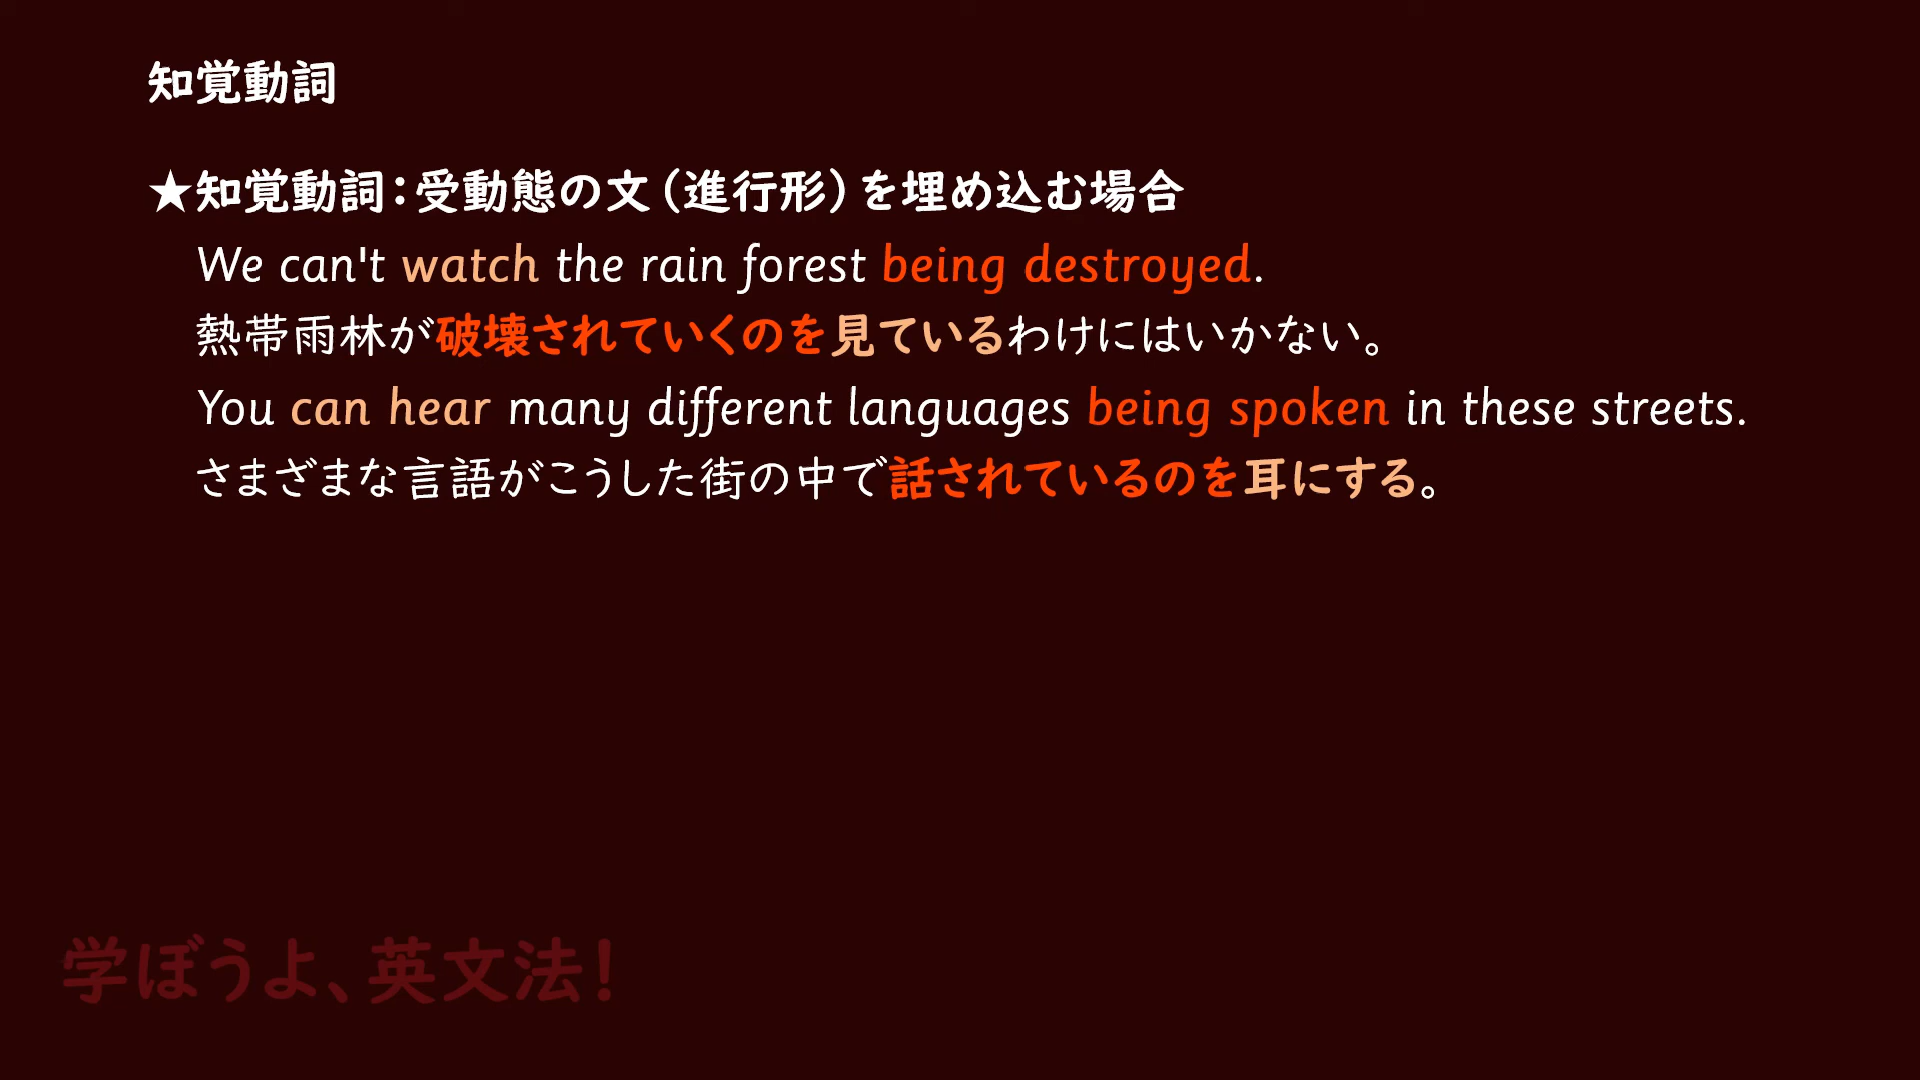 知覚動詞
★知覚動詞：受動態の文（進行形）を埋め込む場合
We can't watch the rain forest being destroyed.
熱帯雨林が破壊されていくのを見ているわけにはいかない。
You can hear many different languages being spoken in these streets.
さまざまな言語がこうした街の中で話されているのを耳にする。
学ぼうよ、英文法！